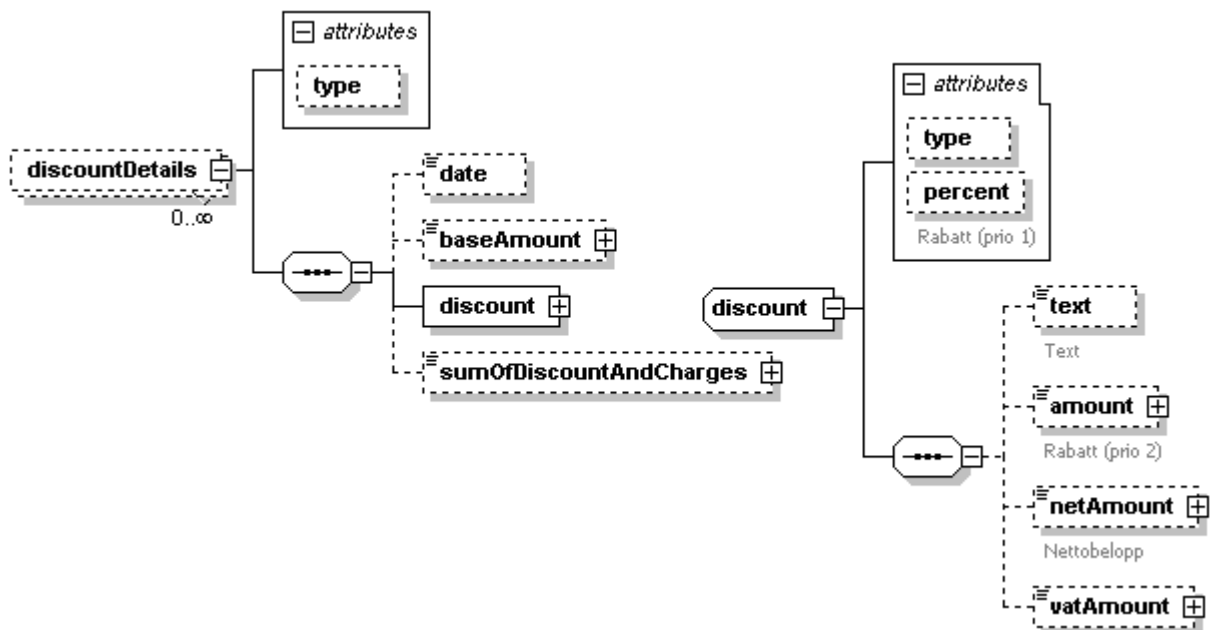 attributes
type
discountDetails
0..∞
date
baseAmount
discount
sumOfDiscountAndCharges
attributes
type
percent
Rabatt (prio 1)
discount
text
Text
amount
Rabatt (prio 2)
netAmount
Nettobelopp
vatAmount